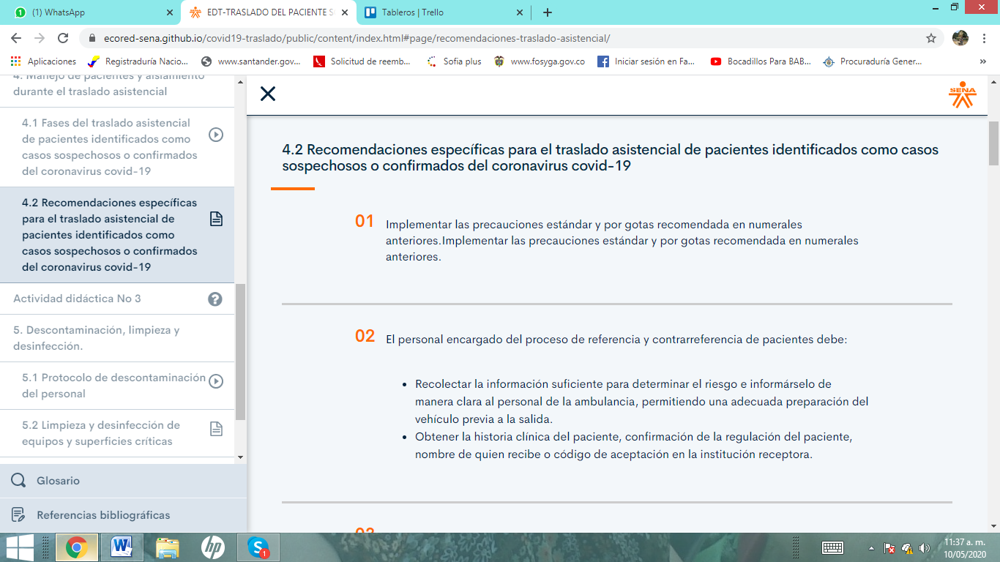 (1) WhatsApp
EDT-TRASLADO DEL PACIENTE S
Tableros | Trello
ecored-sena.github.io/covid19-traslado/public/content/index.html#page/recomendaciones-traslado-asistencial/
Aplicaciones
Registraduría Nacio...
www.santander.gov...
Solicitud de reemb...
Sofia plus
www.fosyga.gov.co
Iniciar sesión en Fa...
Bocadillos Para BAB...
Procuraduría Gener...
»
4. Manejo de pacientes y aislamiento
durante el traslado asistencial
4.1 Fases del traslado asistencial
de pacientes identificados como
casos sospechosos o confirmados
del coronavirus covid-19
4.2 Recomendaciones específicas
para el traslado asistencial de
pacientes identificados como
casos sospechosos o confirmados
del coronavirus covid-19
Actividad didáctica No 3
5. Descontaminación, limpieza y
desinfección.
5.1 Protocolo de descontaminación
del personal
5.2 Limpieza y desinfección de
equipos y superficies críticas
Glosario
Referencias bibliográficas
SENA
4.2 Recomendaciones específicas para el traslado asistencial de pacientes identificados como casos
sospechosos o confirmados del coronavirus covid-19
01 Implementar las precauciones estándar y por gotas recomendada en numerales
anteriores.Implementar las precauciones estándar y por gotas recomendada en numerales
anteriores.
02 El personal encargado del proceso de referencia y contrarreferencia de pacientes debe:
• Recolectar la información suficiente para determinar el riesgo e informárselo de
manera clara al personal de la ambulancia, permitiendo una adecuada preparación del
vehículo previa a la salida.
• Obtener la historia clínica del paciente, confirmación de la regulación del paciente,
nombre de quien recibe o código de aceptación en la institución receptora.
03
1
11:37 a. m.
10/05/2020